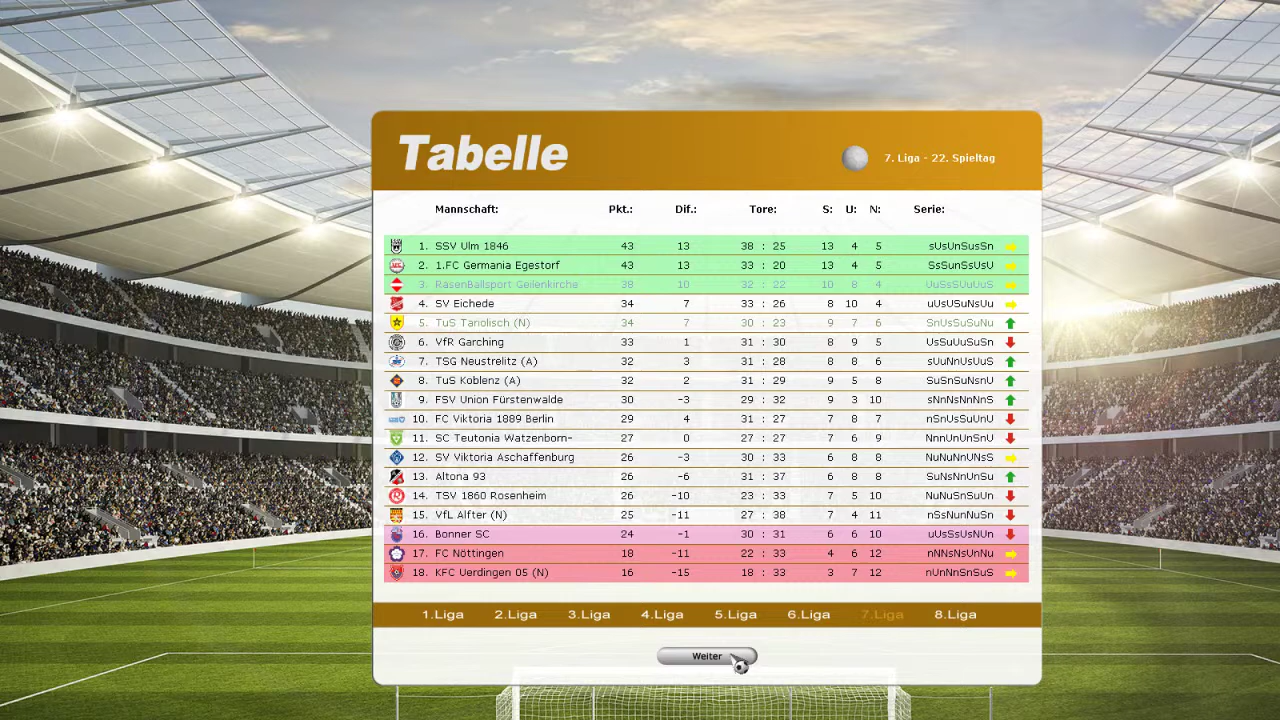 Tabelle
7. Liga - 22. Spieltag
Mannschaft: Pkt.: Dif.: Tore: S: U: N: Serie:
1. SSV Ulm 1846 43 13 38 : 25 13 4 5 sUsUnSusSn
2. 1.FC Germania Egestorf 43 13 33 : 20 13 4 5 SsSunSsUsU
3. RasenBallsport Geilenkirche 38 10 32 : 22 10 8 4 UuSsSUuUuS
4. SV Eichede 34 7 33 : 26 8 10 4 uUsUSuNsUu
5. TuS Tariolisch (N) 34 7 30 : 23 9 7 6 SnUsSuSuNu
6. VfR Garching 33 1 31 : 30 8 9 5 UsSuUuSuSn
7. TSG Neustrelitz (A) 32 3 31 : 28 8 8 6 sUuNnUsUuS
8. TuS Koblenz (A) 32 2 31 : 29 9 5 8 SuSnSuNsnU
9. FSV Union Fürstenwalde 30 -3 29 : 32 9 3 10 sNnNsNnNnS
10. FC Viktoria 1889 Berlin 29 4 31 : 27 7 8 7 nSnUsSuUnU
11. SC Teutonia Watzenborn- 27 0 27 : 27 7 6 9 NnnUnUnSnU
12. SV Viktoria Aschaffenburg 26 -3 30 : 33 6 8 8 NuNuNnUNsS
13. Altona 93 26 -6 31 : 37 6 8 8 SuNsNnUnSu
14. TSV 1860 Rosenheim 26 -10 23 : 33 7 5 10 NuNuSnSuUn
15. VfL Alfter (N) 25 -11 27 : 38 7 4 11 nSsNunNuSn
16. Bonner SC 24 -1 30 : 31 6 6 10 uUsSsUsNUn
17. FC Nöttingen 18 -11 22 : 33 4 6 12 nNNsNsUnNu
18. KFC Uerdingen 05 (N) 16 -15 18 : 33 3 7 12 nUnNnSnSuS
1.Liga 2.Liga 3.Liga 4.Liga 5.Liga 6.Liga 7.Liga 8.Liga
Weiter